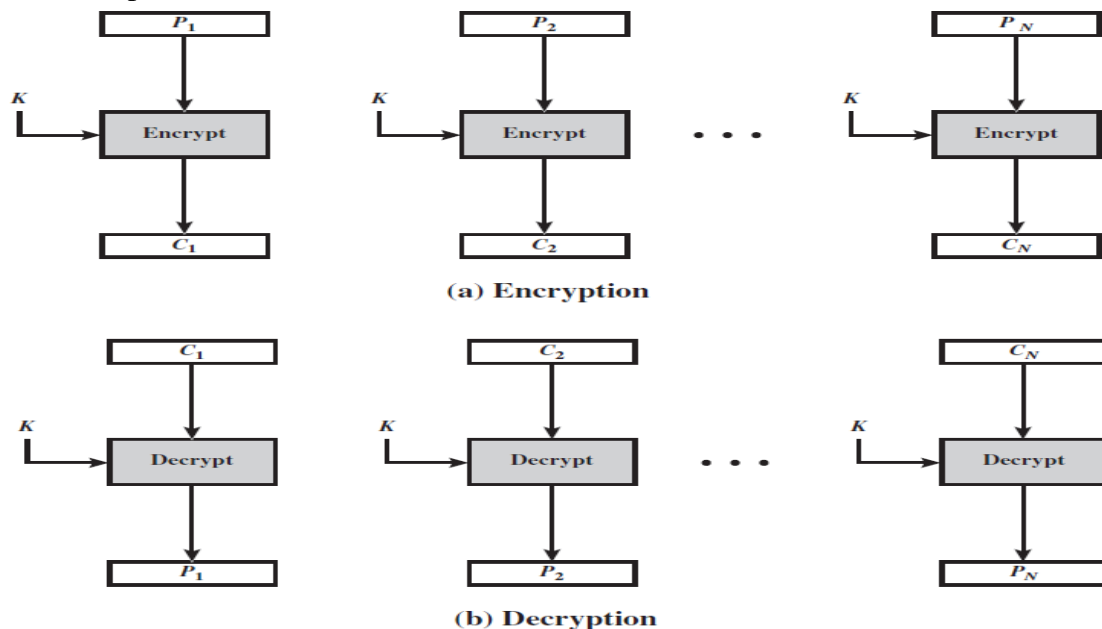 P1 P2 PN
K K K
Encrypt Encrypt • • • Encrypt
C1 C2 CN
(a) Encryption
C1 C2 CN
K K K
Decrypt Decrypt • • • Decrypt
P1 P2 PN
(b) Decryption